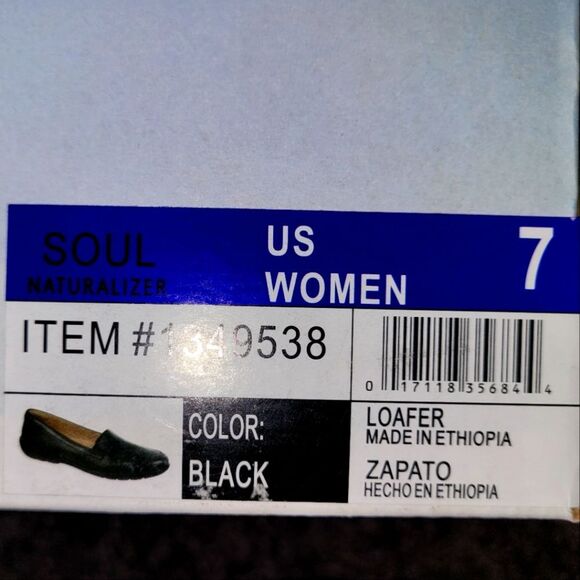 SOUL
NATURALIZER
US
WOMEN
7
ITEM #1349538
0 17118 35684 4
COLOR:
BLACK
LOAFER
MADE IN ETHIOPIA
ZAPATO
HECHO EN ETHIOPIA